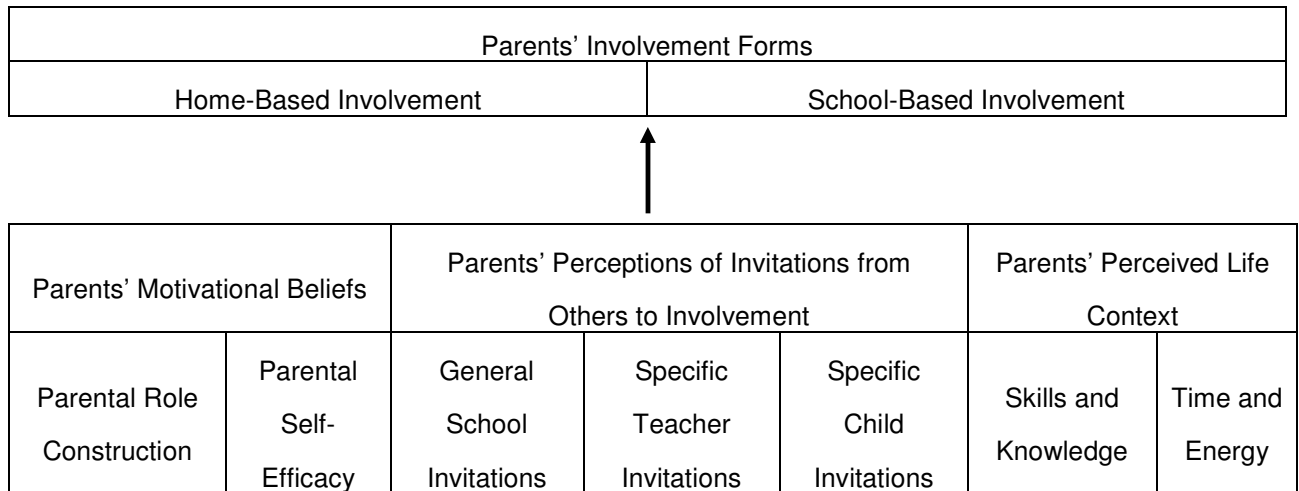 Parents’ Involvement Forms
Home-Based Involvement
School-Based Involvement
Parents’ Motivational Beliefs
Parents’ Perceptions of Invitations from
Others to Involvement
Parents’ Perceived Life
Context
Parental Role
Construction
Parental
Self-
Efficacy
General
School
Invitations
Specific
Teacher
Invitations
Specific
Child
Invitations
Skills and
Knowledge
Time and
Energy